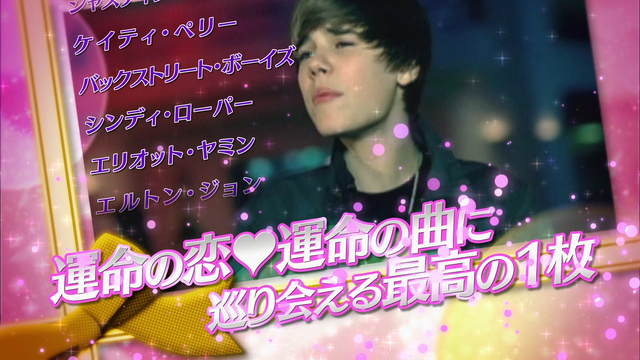 ケイティ・ペリー
バックストリート・ボーイズ
シンディ・ローパー
エリオット・ヤミン
エルトン・ジョン
運命の恋♥運命の曲に
巡り会える最高の1枚